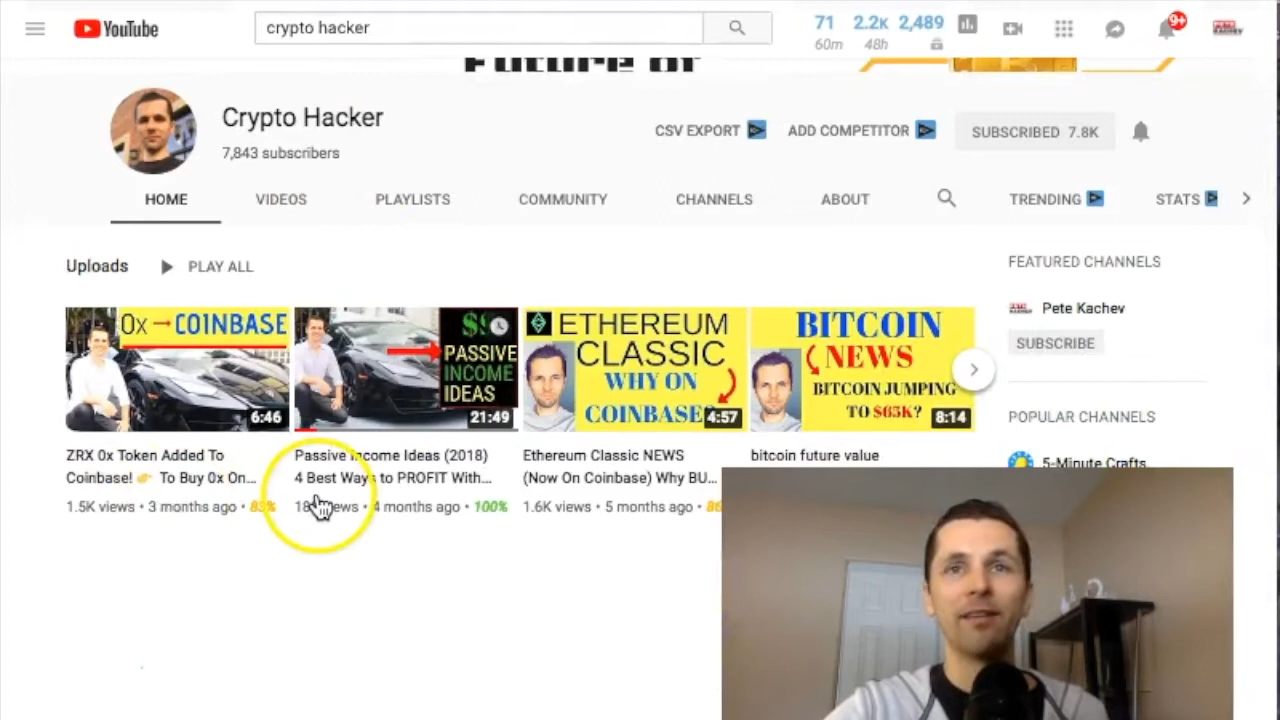 YouTube
crypto hacker
71 2.2K 2,489
60m 48h
9+
PETE KACHEV
Future of
Crypto Hacker
7,843 subscribers
CSV EXPORT
ADD COMPETITOR
SUBSCRIBED 7.8K
HOME VIDEOS PLAYLISTS COMMUNITY CHANNELS ABOUT TRENDING STATS
Uploads PLAY ALL
FEATURED CHANNELS
Pete Kachev
SUBSCRIBE
POPULAR CHANNELS
5-Minute Crafts
0x → COINBASE
6:46
PASSIVE
INCOME
IDEAS
21:49
ETHEREUM
CLASSIC
WHY ON
COINBASE
4:57
BITCOIN
NEWS
BITCOIN JUMPING
TO $65K?
8:14
ZRX 0x Token Added To
Coinbase! 👉 To Buy 0x On...
1.5K views • 3 months ago • 83%
Passive Income Ideas (2018)
4 Best Ways to PROFIT With...
views • 4 months ago • 100%
Ethereum Classic NEWS
(Now On Coinbase) Why BU...
1.6K views • 5 months ago •
bitcoin future value